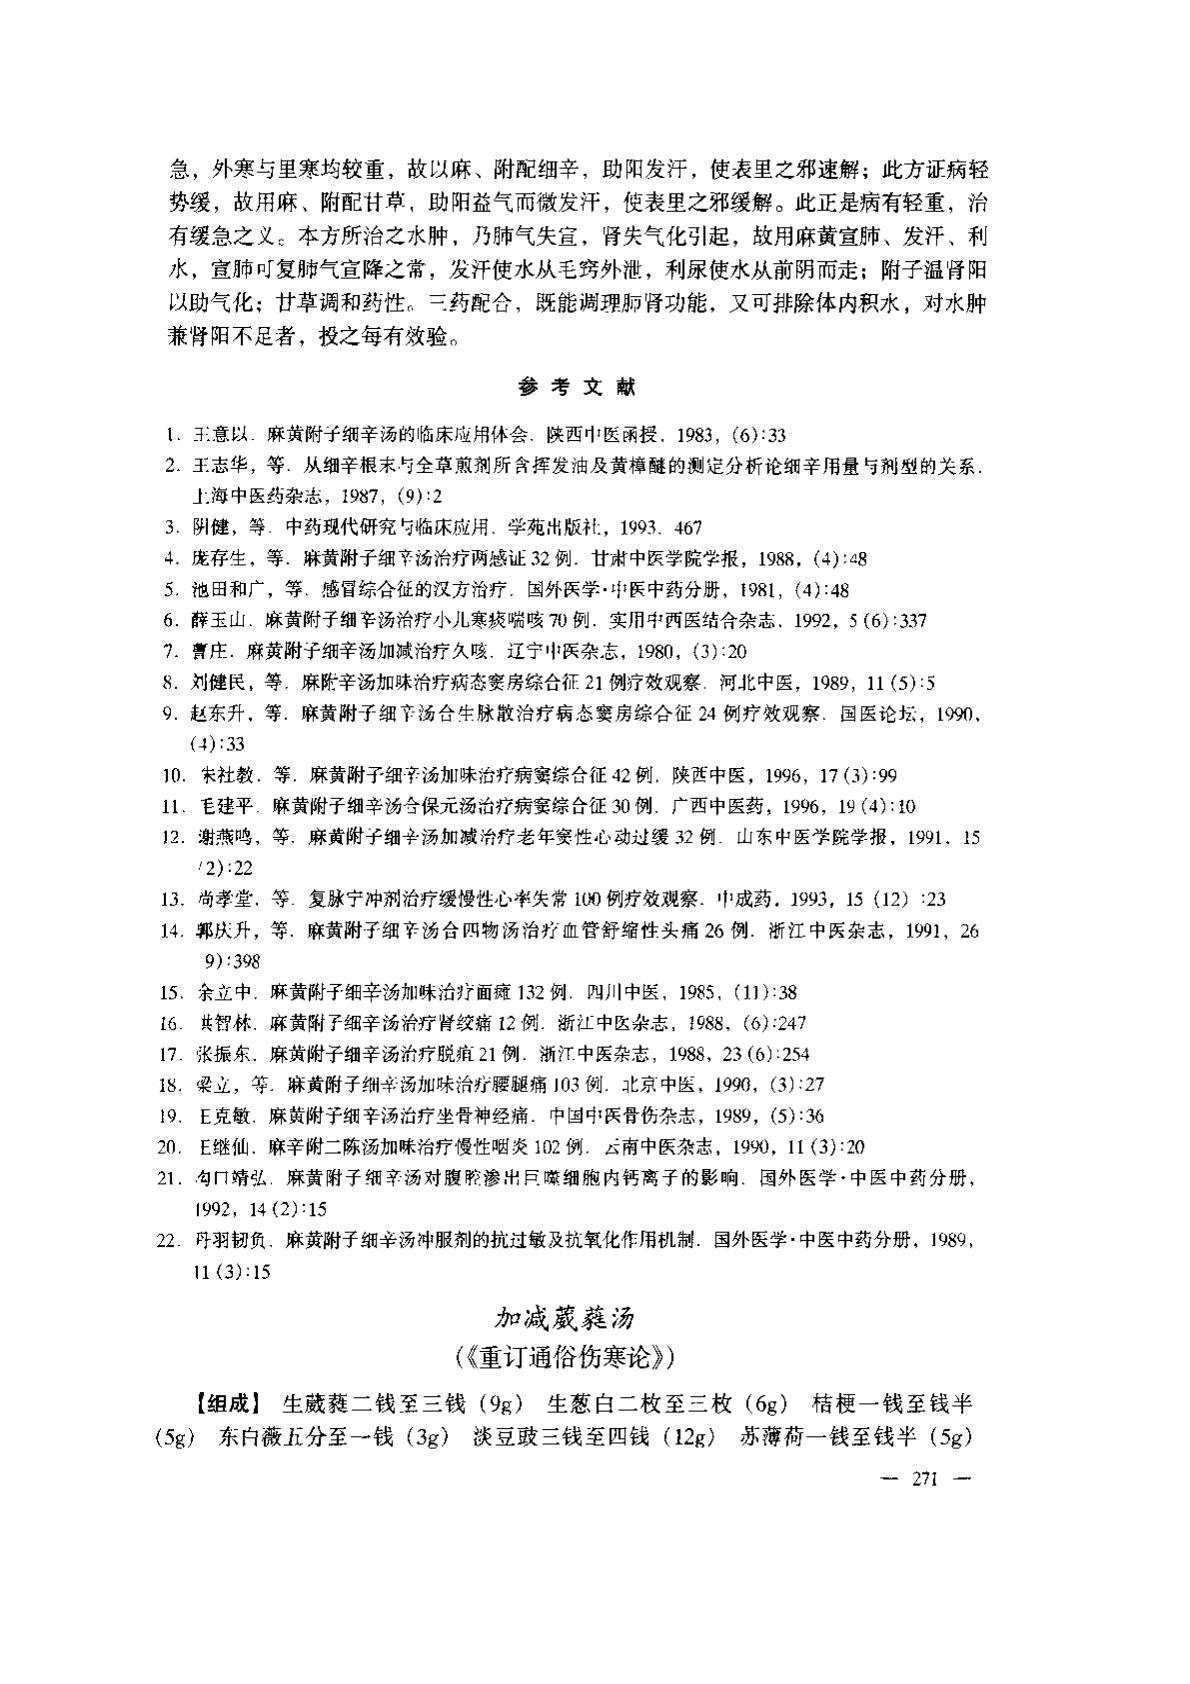 急，外寒与里寒均较重，故以麻、附配细辛，助阳发汗，使表里之邪速解；此方证病轻
势缓，故用麻、附配甘草，助阳益气而微发汗，使表里之邪缓解。此正是病有轻重，治
有缓急之义。本方所治之水肿，乃肺气失宣，肾失气化引起，故用麻黄宣肺、发汗、利
水，宣肺可复肺气宣降之常，发汗使水从毛窍外泄，利尿使水从前阴而走；附子温肾阳
以助气化；甘草调和药性。三药配合，既能调理肺肾功能，又可排除体内积水，对水肿
兼肾阳不足者，投之每有效验。
参考文献
1. 王意以. 麻黄附子细辛汤的临床应用体会. 陕西中医函授. 1983, (6):33
2. 王志华，等. 从细辛根末与全草煎剂所含挥发油及黄樟醚的测定分析论细辛用量与剂型的关系.
上海中医药杂志，1987, (9):2
3. 阴健，等. 中药现代研究与临床应用. 学苑出版社，1993. 467
4. 庞存生，等. 麻黄附子细辛汤治疗两感证 32 例. 甘肃中医学院学报，1988, (4):48
5. 池田和广，等. 感冒综合征的汉方治疗. 国外医学·中医中药分册，1981, (4):48
6. 薛玉山. 麻黄附子细辛汤治疗小儿寒痰喘咳 70 例. 实用中西医结合杂志. 1992, 5 (6):337
7. 曹庄. 麻黄附子细辛汤加减治疗久咳. 辽宁中医杂志，1980, (3):20
8. 刘健民，等. 麻附辛汤加味治疗病态窦房综合征 21 例疗效观察. 河北中医，1989, 11 (5):5
9. 赵东升，等. 麻黄附子细辛汤合生脉散治疗病态窦房综合征 24 例疗效观察. 国医论坛，1990,
(4):33
10. 朱社教. 等. 麻黄附子细辛汤加味治疗病窦综合征 42 例. 陕西中医，1996, 17 (3):99
11. 毛建平. 麻黄附子细辛汤合保元汤治疗病窦综合征 30 例. 广西中医药，1996, 19 (4):10
12. 谢燕鸣，等. 麻黄附子细辛汤加减治疗老年窦性心动过缓 32 例. 山东中医学院学报，1991. 15
(2):22
13. 尚孝堂，等. 复脉宁冲剂治疗缓慢性心率失常 100 例疗效观察. 中成药. 1993, 15 (12) :23
14. 郭庆升，等. 麻黄附子细辛汤合四物汤治疗血管舒缩性头痛 26 例. 浙江中医杂志，1991, 26
9):398
15. 余立中. 麻黄附子细辛汤加味治疗面瘫 132 例. 四川中医，1985, (11):38
16. 洪智林. 麻黄附子细辛汤治疗肾绞痛 12 例. 浙江中医杂志，1988, (6):247
17. 张振东. 麻黄附子细辛汤治疗脱疽 21 例. 浙江中医杂志，1988, 23 (6):254
18. 梁立，等. 麻黄附子细辛汤加味治疗腰腿痛 103 例. 北京中医，1990, (3):27
19. 王克敏. 麻黄附子细辛汤治疗坐骨神经痛. 中国中医骨伤杂志，1989, (5):36
20. 王继仙. 麻辛附二陈汤加味治疗慢性咽炎 102 例. 云南中医杂志，1990, 11 (3):20
21. 勾口靖弘. 麻黄附子细辛汤对腹腔渗出巨噬细胞内钙离子的影响. 国外医学·中医中药分册，
1992, 14 (2):15
22. 丹羽韧负. 麻黄附子细辛汤冲服剂的抗过敏及抗氧化作用机制. 国外医学·中医中药分册，1989,
11 (3):15
加减葳蕤汤
（《重订通俗伤寒论》）
【组成】 生葳蕤二钱至三钱（9g） 生葱白二枚至三枚（6g） 桔梗一钱至钱半
(5g) 东白薇五分至一钱（3g） 淡豆豉三钱至四钱（12g） 苏薄荷一钱至钱半（5g）
— 271 —